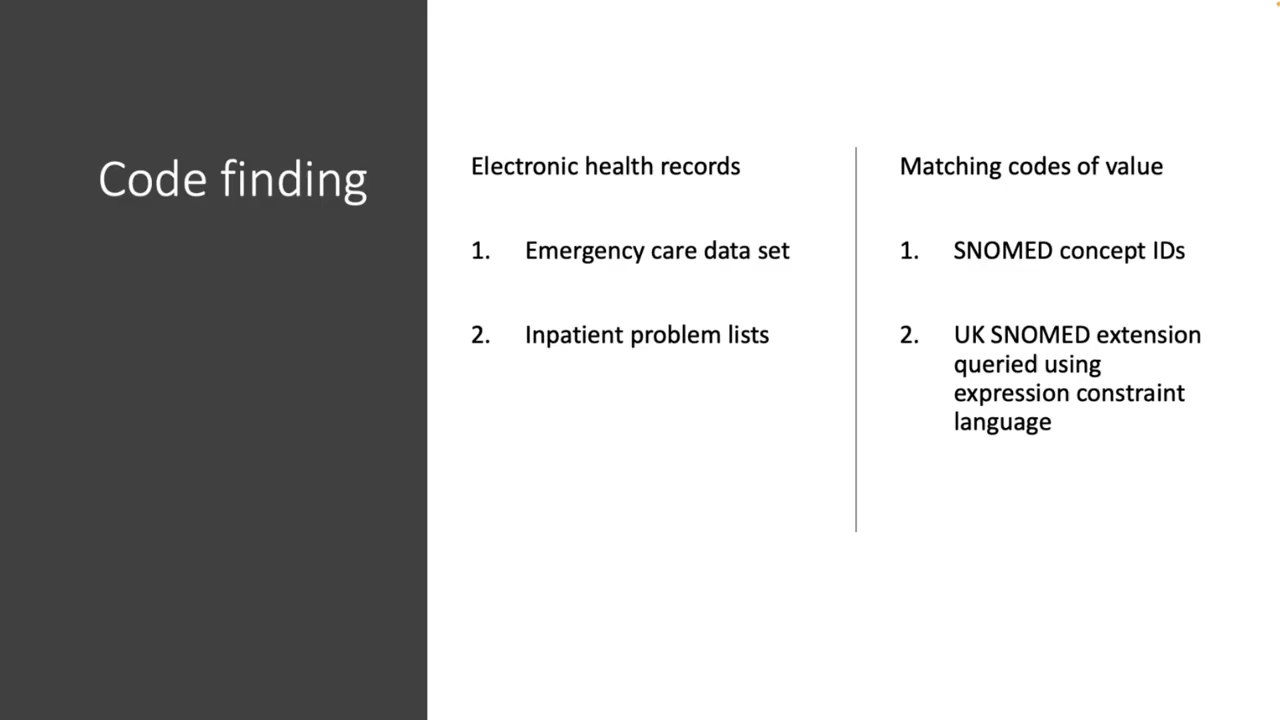 Code finding
Electronic health records
1. Emergency care data set
2. Inpatient problem lists
Matching codes of value
1. SNOMED concept IDs
2. UK SNOMED extension
queried using
expression constraint
language